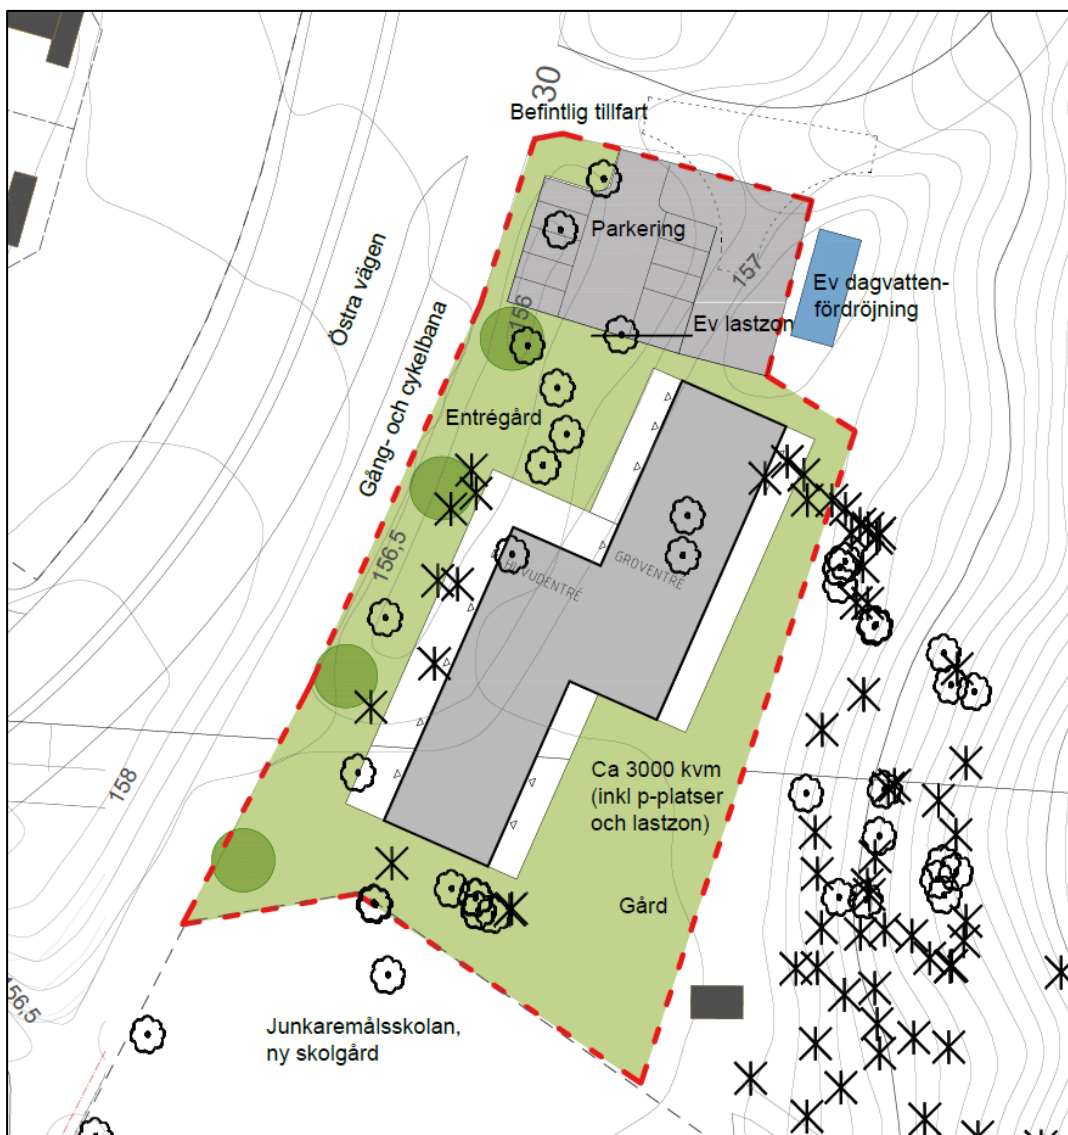 30
Befintlig tillfart
Parkering
157
Ev dagvatten-
fördröjning
Östra vägen
156
Ev lastzon
Gång- och cykelbana
Entrégård
156,5
HUVUDENTRÉ
GROVENTRÉ
158
Ca 3000 kvm
(inkl p-platser
och lastzon)
Gård
156,5
Junkaremålsskolan,
ny skolgård